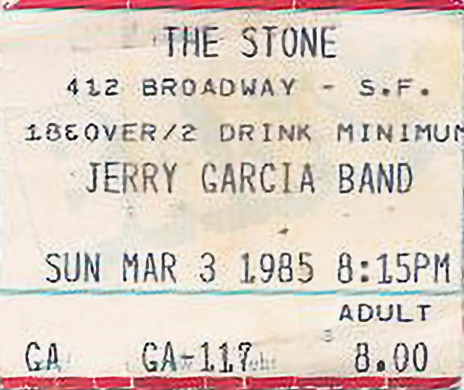 THE STONE
412 BROADWAY - S.F.
18&OVER/2 DRINK MINIMUM
JERRY GARCIA BAND
SUN MAR 3 1985 8:15PM
ADULT
GA GA-117 8.00